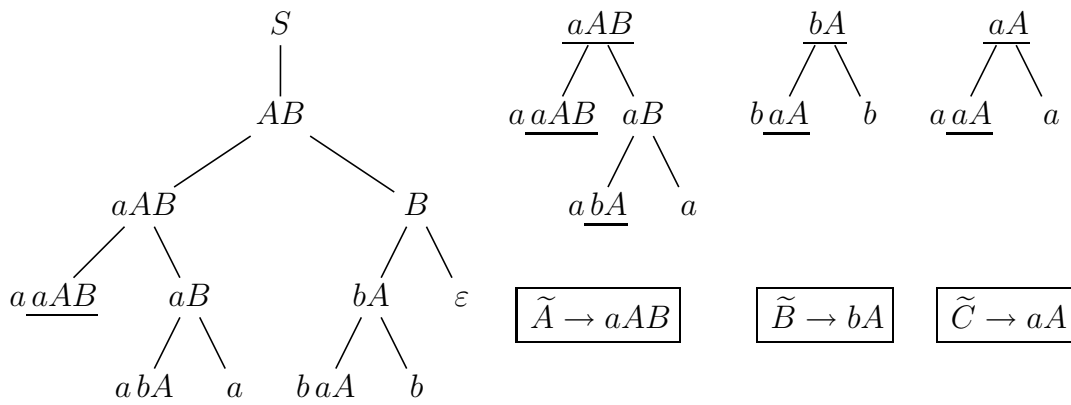 S aAB bA aA
AB a aAB aB b aA b a aA a
aAB B a bA a
a aAB aB bA ε Ã → aAB B̃ → bA C̃ → aA
a bA a b aA b